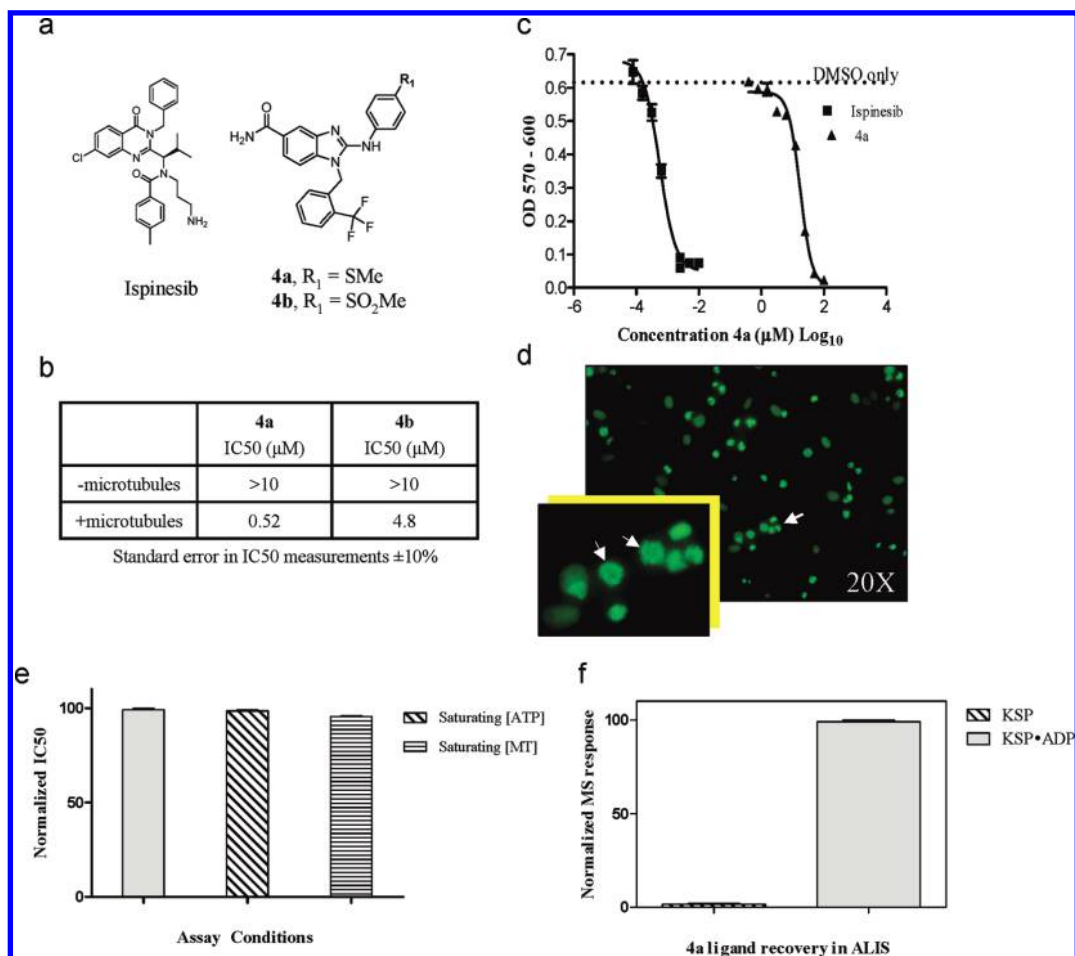 a
O
N
N
Cl
O
N
NH2
Ispinesib
R1
O
H2N
N
N
NH
F
F
F
4a, R1 = SMe
4b, R1 = SO2Me
b
4a
IC50 (μM)
4b
IC50 (μM)
-microtubules
>10
>10
+microtubules
0.52
4.8
Standard error in IC50 measurements ±10%
c
0.7
0.6
0.5
0.4
0.3
0.2
0.1
0.0
-6
-4
-2
0
2
4
OD 570 - 600
Concentration 4a (μM) Log10
DMSO only
Ispinesib
4a
d
20X
e
100
50
0
Normalized IC50
Assay Conditions
Saturating [ATP]
Saturating [MT]
f
100
50
0
Normalized MS response
4a ligand recovery in ALIS
KSP
KSP•ADP